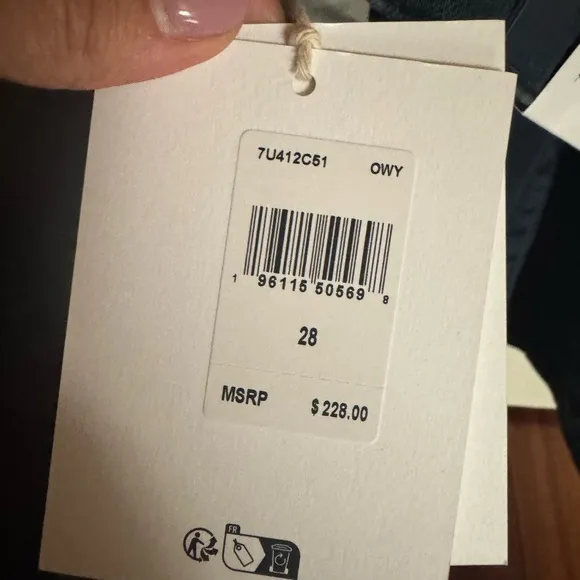 7U412C51 OWY
1 96115 50569 8
28
MSRP $228.00
FR